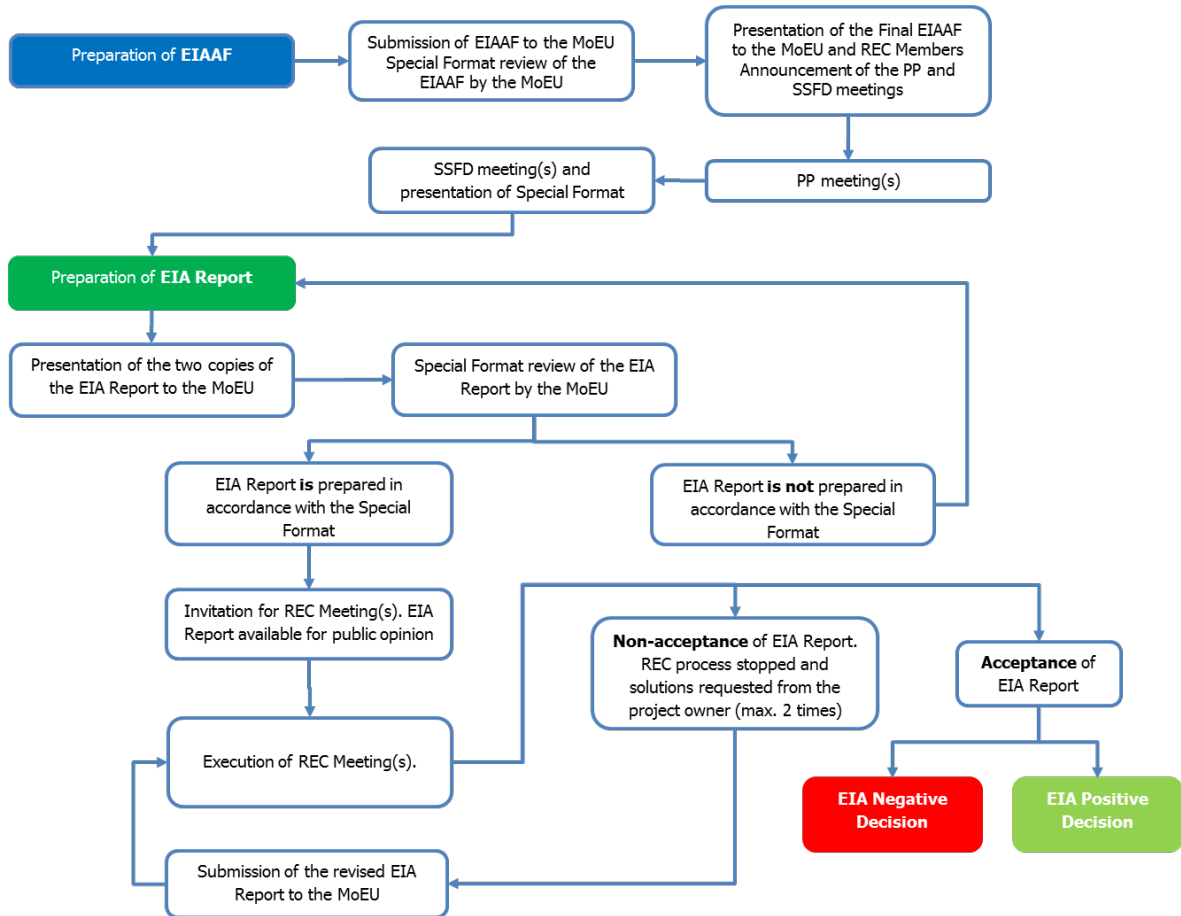 Preparation of EIAAF
Submission of EIAAF to the MoEU
Special Format review of the
EIAAF by the MoEU
Presentation of the Final EIAAF
to the MoEU and REC Members
Announcement of the PP and
SSFD meetings
SSFD meeting(s) and
presentation of Special Format
PP meeting(s)
Preparation of EIA Report
Presentation of the two copies of
the EIA Report to the MoEU
Special Format review of the EIA
Report by the MoEU
EIA Report is prepared in
accordance with the Special
Format
EIA Report is not prepared in
accordance with the Special
Format
Invitation for REC Meeting(s). EIA
Report available for public opinion
Non-acceptance of EIA Report.
REC process stopped and
solutions requested from the
project owner (max. 2 times)
Acceptance of
EIA Report
Execution of REC Meeting(s).
EIA Negative
Decision
EIA Positive
Decision
Submission of the revised EIA
Report to the MoEU